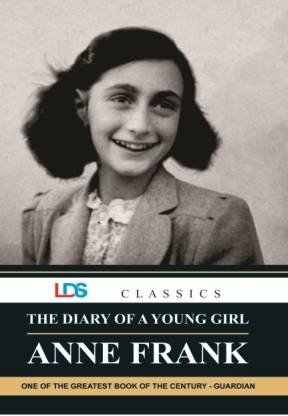 LDS CLASSICS
THE DIARY OF A YOUNG GIRL
ANNE FRANK
ONE OF THE GREATEST BOOK OF THE CENTURY - GUARDIAN